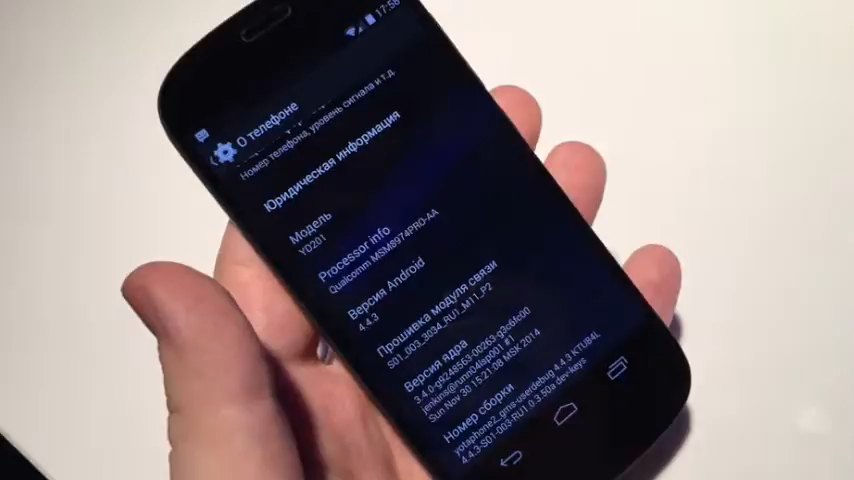 17:58
О телефоне
Номер телефона, уровень сигнала и т.д.
Юридическая информация
Модель
YD201
Processor info
Qualcomm MSM8974PRO-AA
Версия Android
4.4.3
Прошивка модуля связи
S01_003_3034_RU1_M11_P2
Версия ядра
3.4.0-g9248563-00263-g3c6fe00
jenkins@runn04lsp001 #1
Sun Nov 30 15:21:08 MSK 2014
Номер сборки
yotaphone2_gms-userdebug 4.4.3 KTU84L
4.4.3-S01-003-RU1.0.3.50a dev-keys